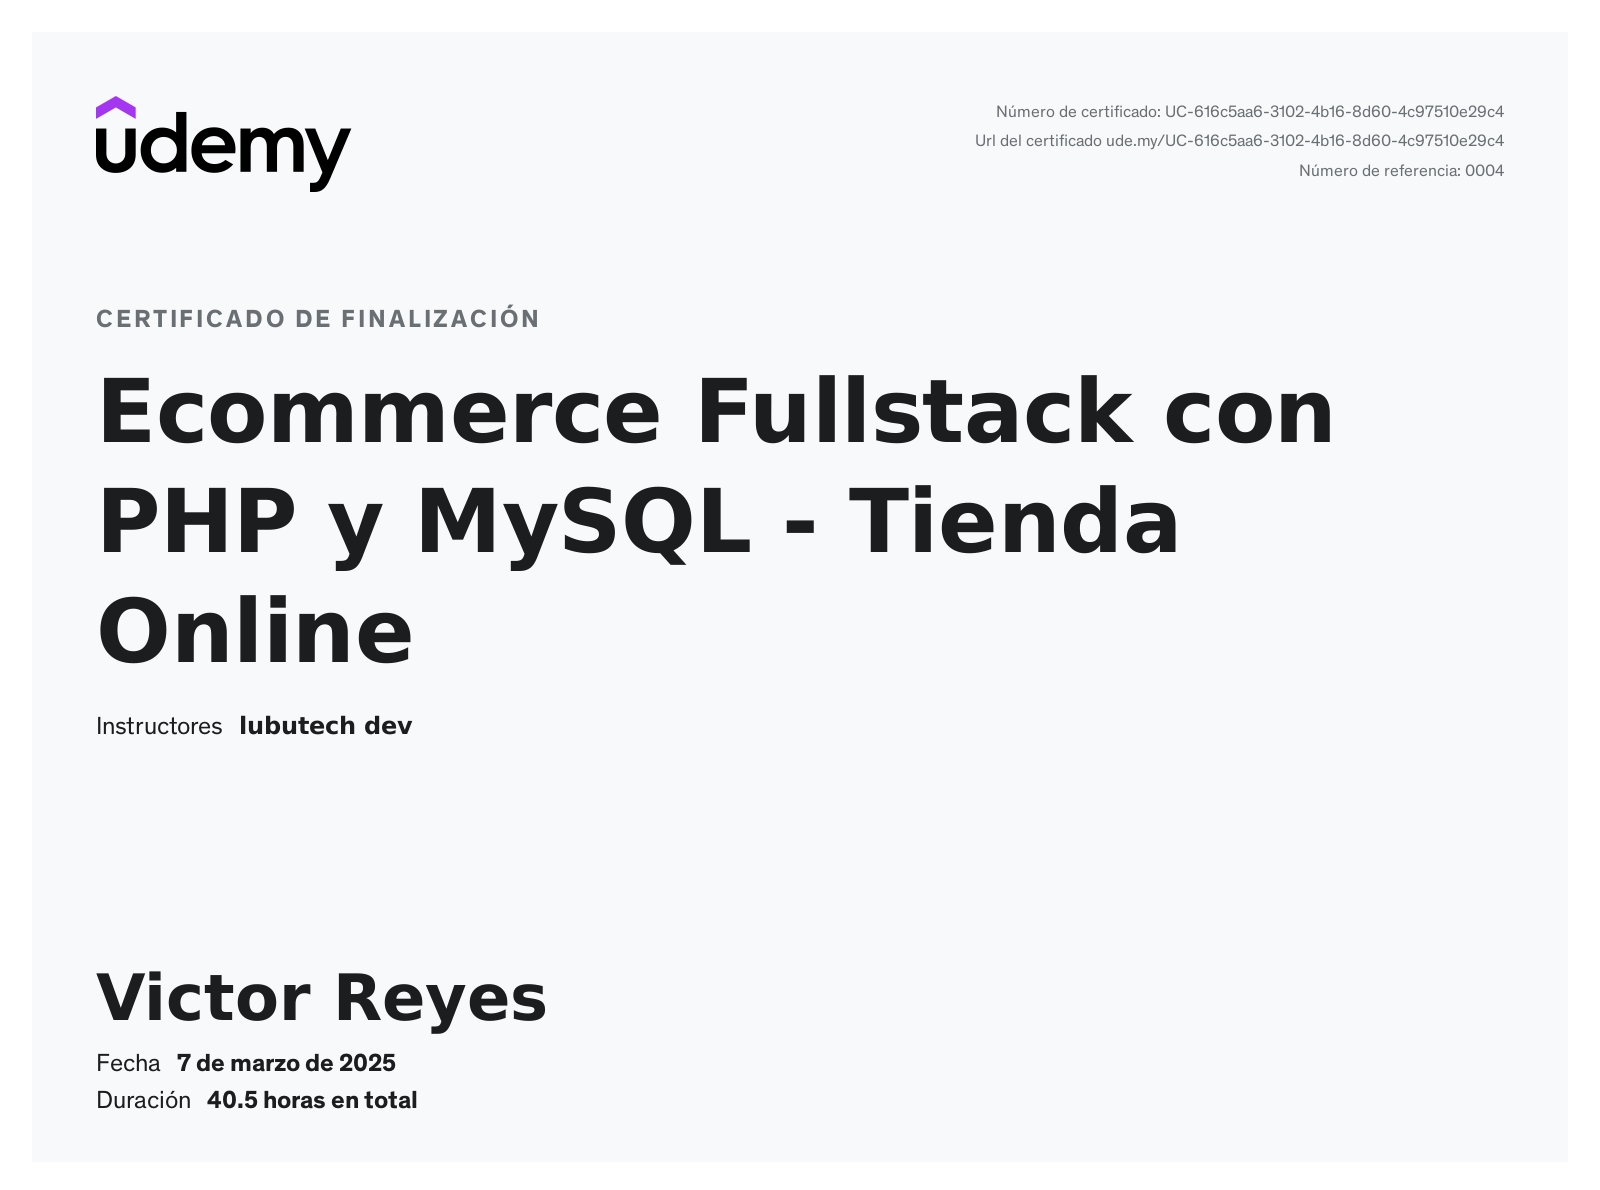 udemy
Número de certificado: UC-616c5aa6-3102-4b16-8d60-4c97510e29c4
Url del certificado ude.my/UC-616c5aa6-3102-4b16-8d60-4c97510e29c4
Número de referencia: 0004
CERTIFICADO DE FINALIZACIÓN
Ecommerce Fullstack con
PHP y MySQL - Tienda
Online
Instructores lubutech dev
Victor Reyes
Fecha 7 de marzo de 2025
Duración 40.5 horas en total